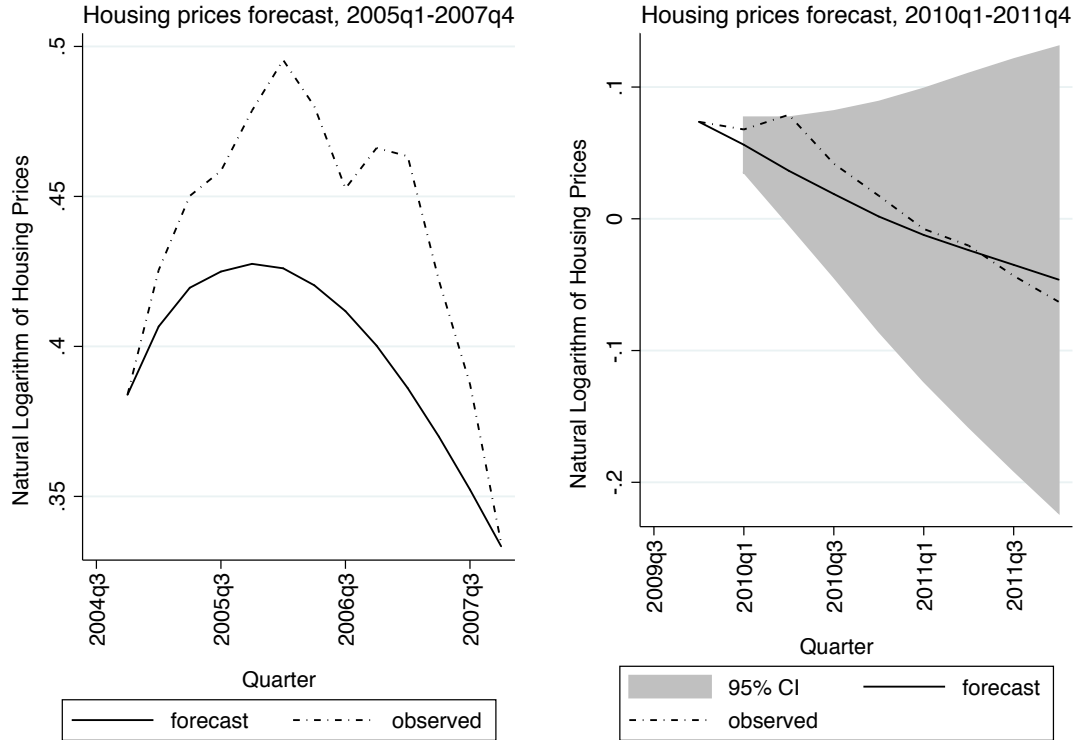 Housing prices forecast, 2005q1-2007q4
Natural Logarithm of Housing Prices
.5
.45
.4
.35
2004q3
2005q3
2006q3
2007q3
Quarter
forecast
observed
Housing prices forecast, 2010q1-2011q4
Natural Logarithm of Housing Prices
.1
0
-.1
-.2
2009q3
2010q1
2010q3
2011q1
2011q3
Quarter
95% CI
forecast
observed